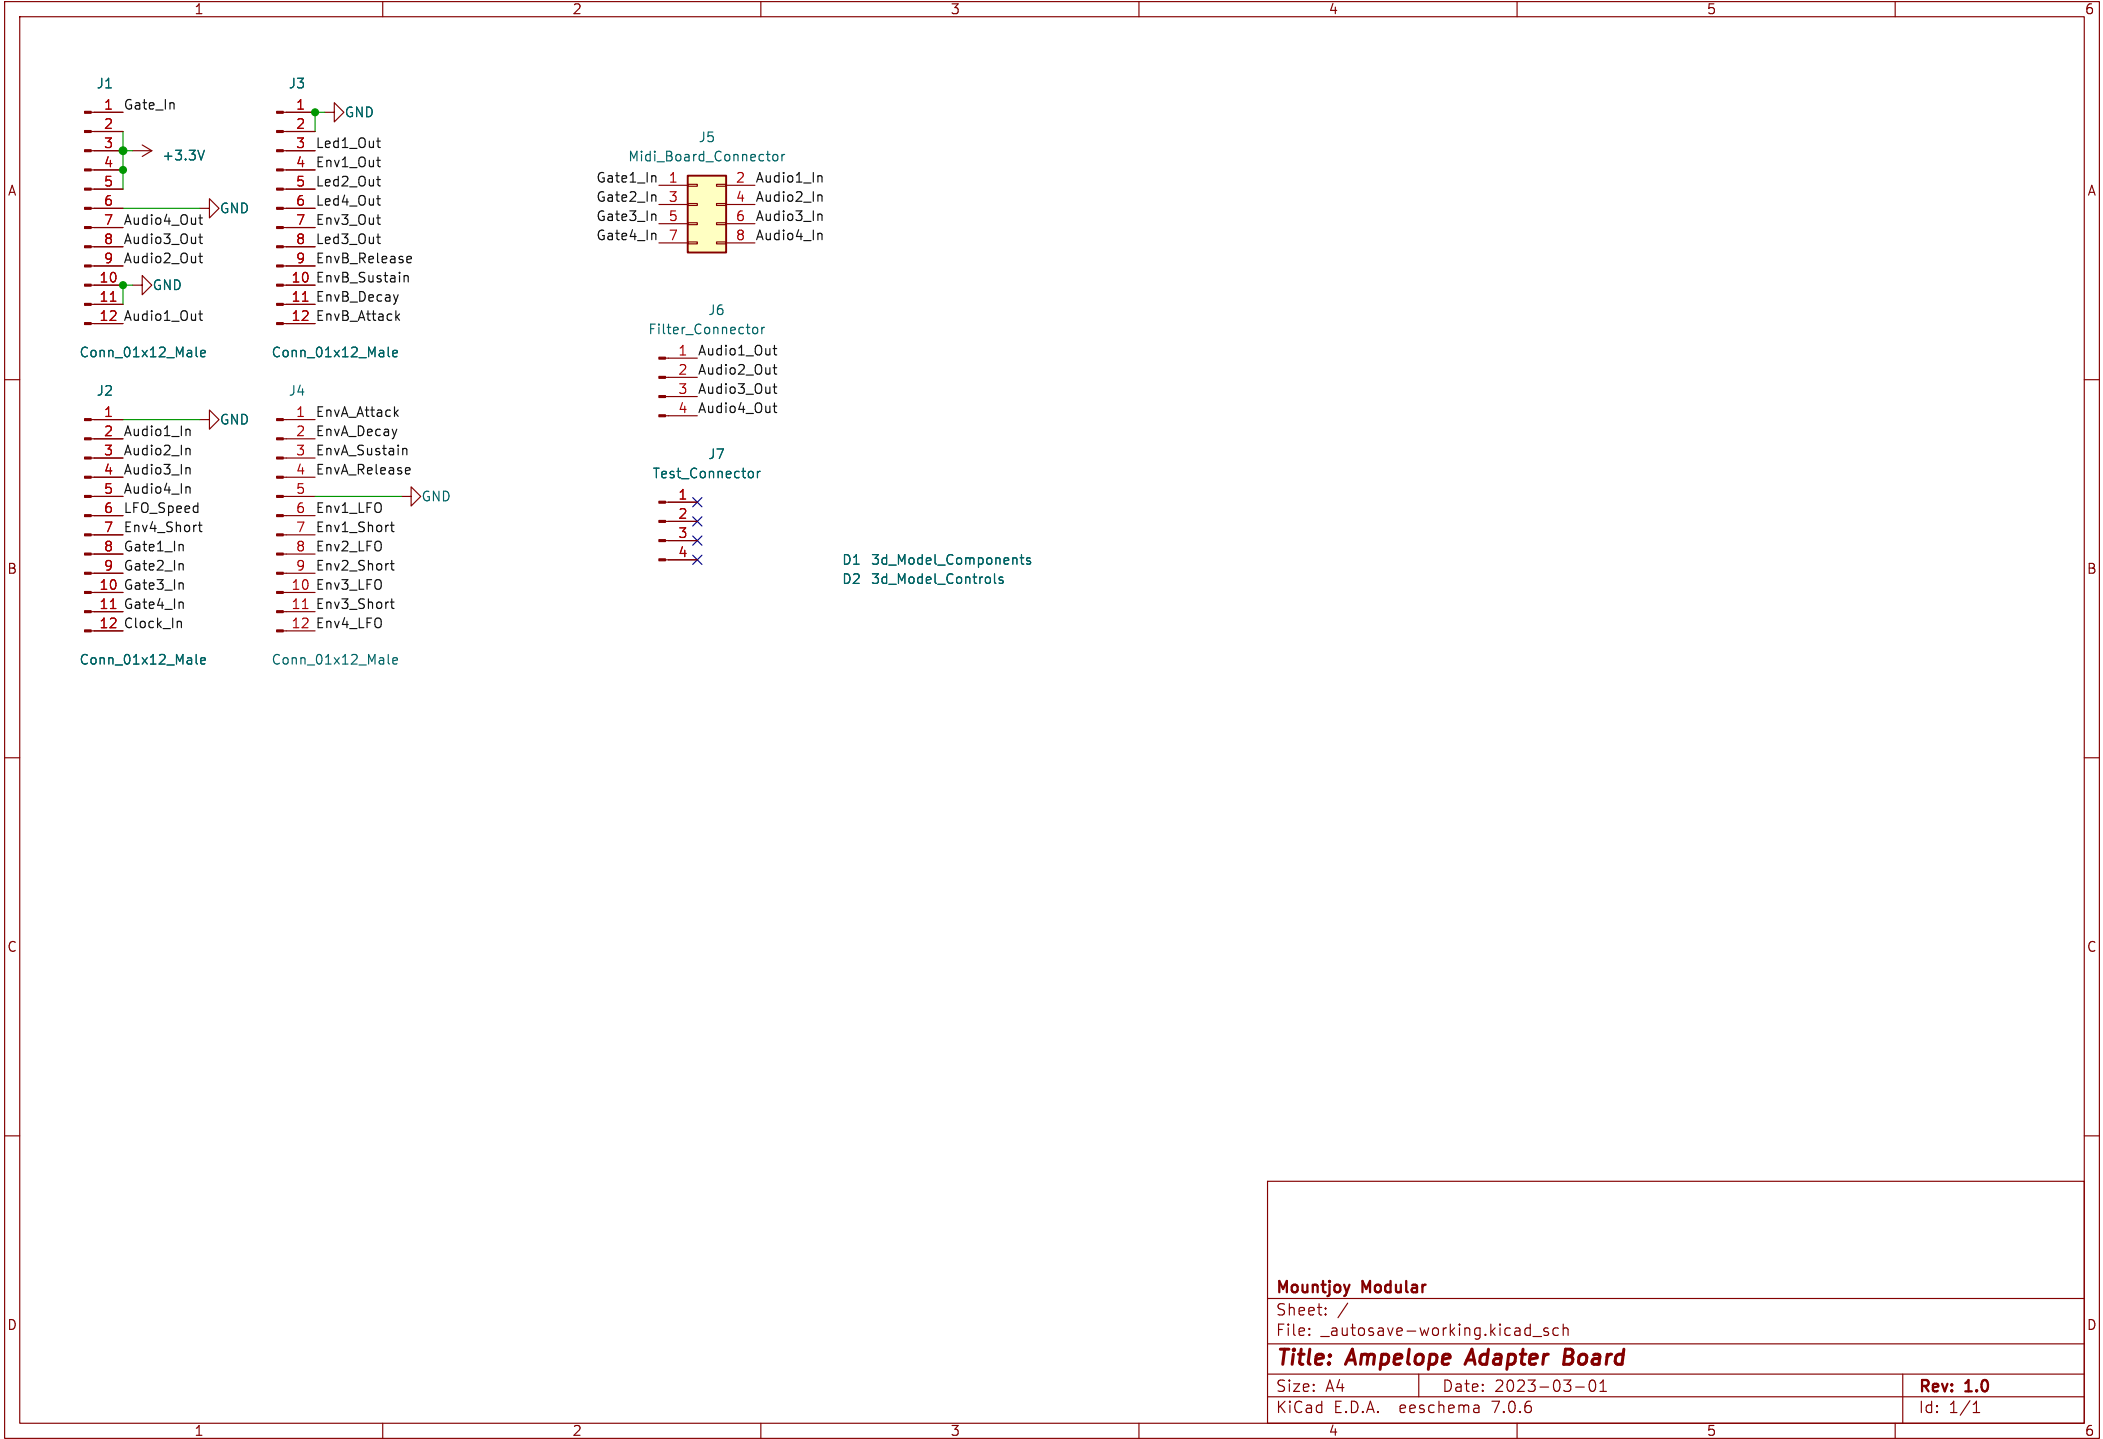 1 2 3 4 5 6
A
B
C
D
J1
1 Gate_In
2
3
+3.3V
4
5
6 GND
7 Audio4_Out
8 Audio3_Out
9 Audio2_Out
10 GND
11
12 Audio1_Out
Conn_01x12_Male
J3
1 GND
2
3 Led1_Out
4 Env1_Out
5 Led2_Out
6 Led4_Out
7 Env3_Out
8 Led3_Out
9 EnvB_Release
10 EnvB_Sustain
11 EnvB_Decay
12 EnvB_Attack
Conn_01x12_Male
J2
1 GND
2 Audio1_In
3 Audio2_In
4 Audio3_In
5 Audio4_In
6 LFO_Speed
7 Env4_Short
8 Gate1_In
9 Gate2_In
10 Gate3_In
11 Gate4_In
12 Clock_In
Conn_01x12_Male
J4
1 EnvA_Attack
2 EnvA_Decay
3 EnvA_Sustain
4 EnvA_Release
5 GND
6 Env1_LFO
7 Env1_Short
8 Env2_LFO
9 Env2_Short
10 Env3_LFO
11 Env3_Short
12 Env4_LFO
Conn_01x12_Male
J5
Midi_Board_Connector
Gate1_In 1 2 Audio1_In
Gate2_In 3 4 Audio2_In
Gate3_In 5 6 Audio3_In
Gate4_In 7 8 Audio4_In
J6
Filter_Connector
1 Audio1_Out
2 Audio2_Out
3 Audio3_Out
4 Audio4_Out
J7
Test_Connector
1
2
3
4
D1 3d_Model_Components
D2 3d_Model_Controls
A
B
C
D
Mountjoy Modular
Sheet: /
File: _autosave-working.kicad_sch
Title: Ampelope Adapter Board
Size: A4 Date: 2023-03-01 Rev: 1.0
KiCad E.D.A. eeschema 7.0.6 Id: 1/1
1 2 3 4 5 6